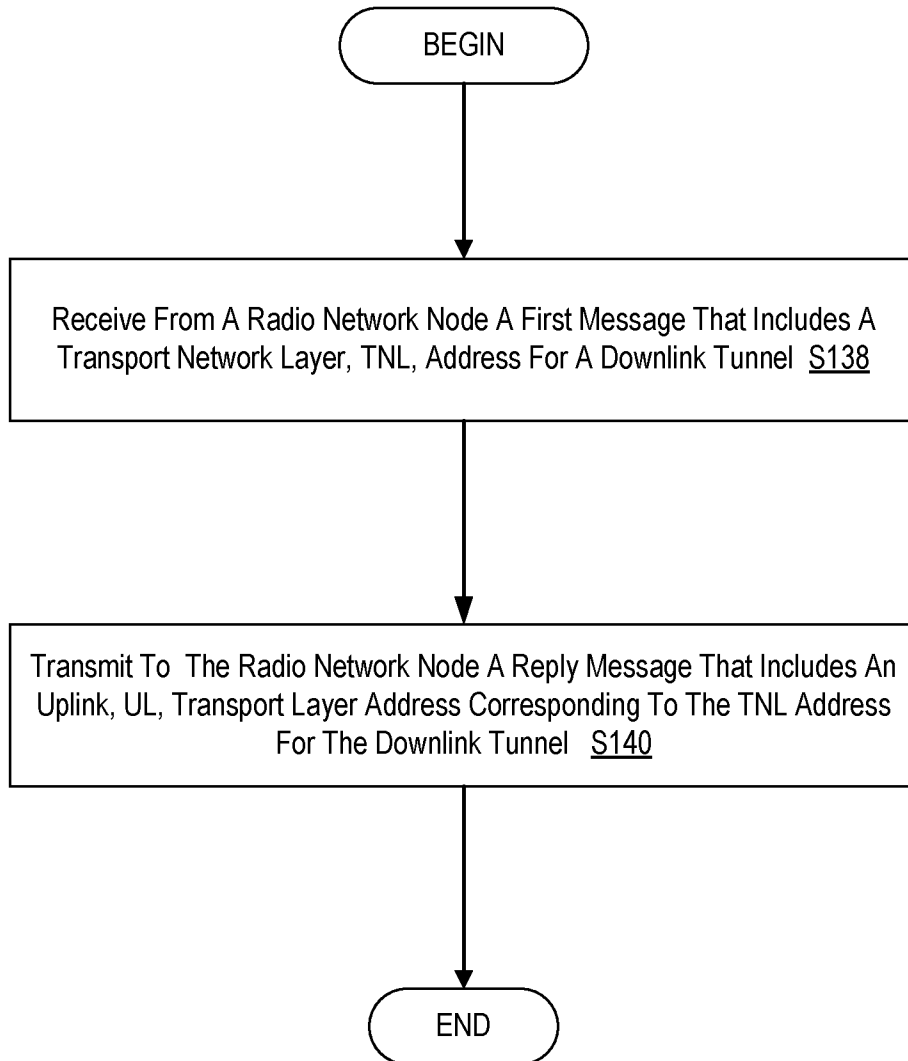 BEGIN
Receive From A Radio Network Node A First Message That Includes A
Transport Network Layer, TNL, Address For A Downlink Tunnel S138
Transmit To The Radio Network Node A Reply Message That Includes An
Uplink, UL, Transport Layer Address Corresponding To The TNL Address
For The Downlink Tunnel S140
END